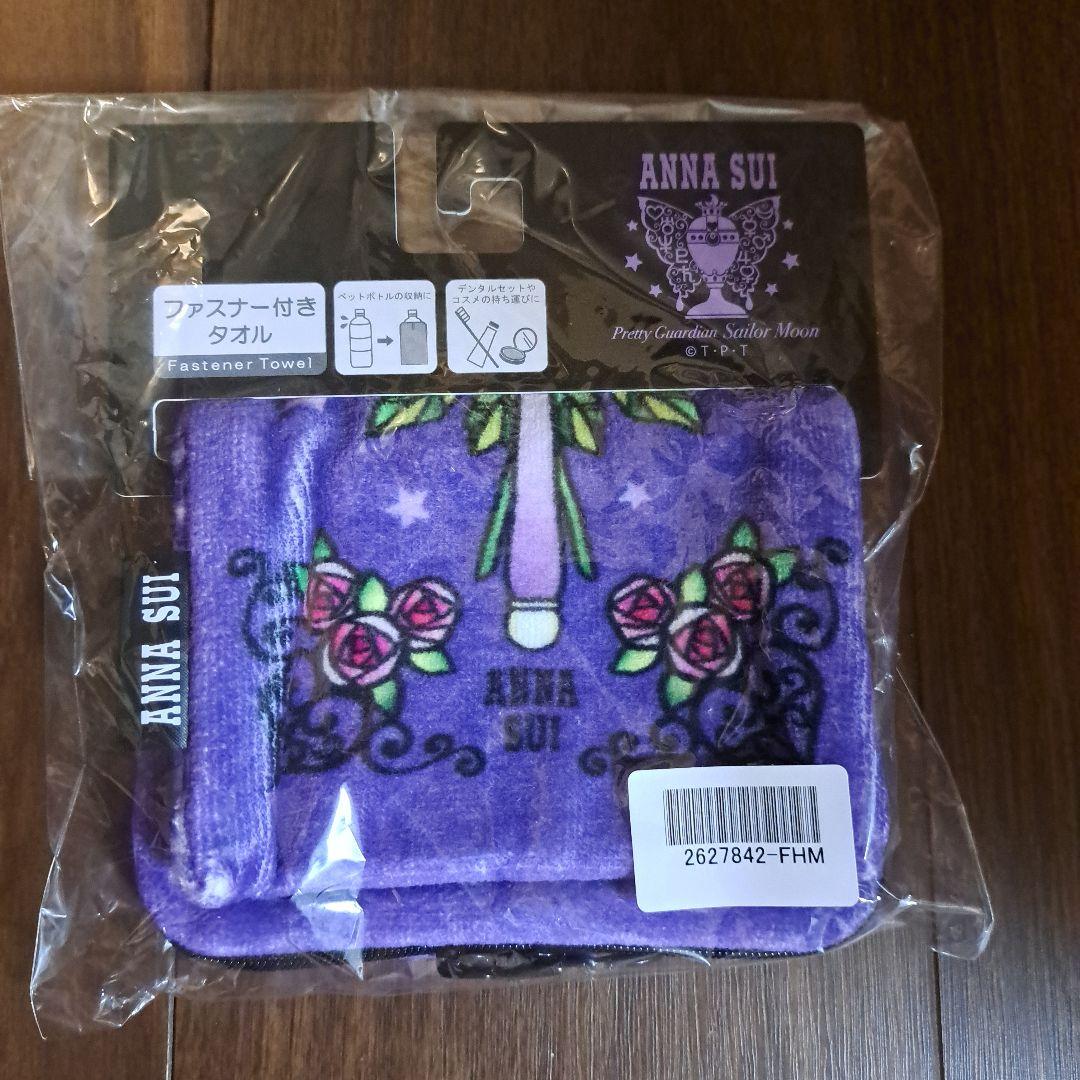 ANNA SUI
Pretty Guardian Sailor Moon
©T・P・T
ファスナー付き
タオル
Fastener Towel
ペットボトルの収納に
デンタルセットや
コスメの持ち運びに
ANNA SUI
ANNA
SUI
2627842-FHM